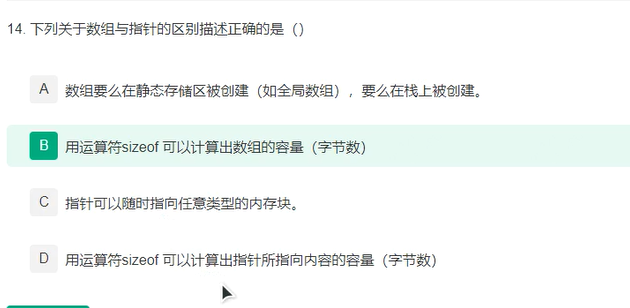 14. 下列关于数组与指针的区别描述正确的是（）
A 数组要么在静态存储区被创建（如全局数组），要么在栈上被创建。
B 用运算符sizeof 可以计算出数组的容量（字节数）
C 指针可以随时指向任意类型的内存块。
D 用运算符sizeof 可以计算出指针所指向内容的容量（字节数）